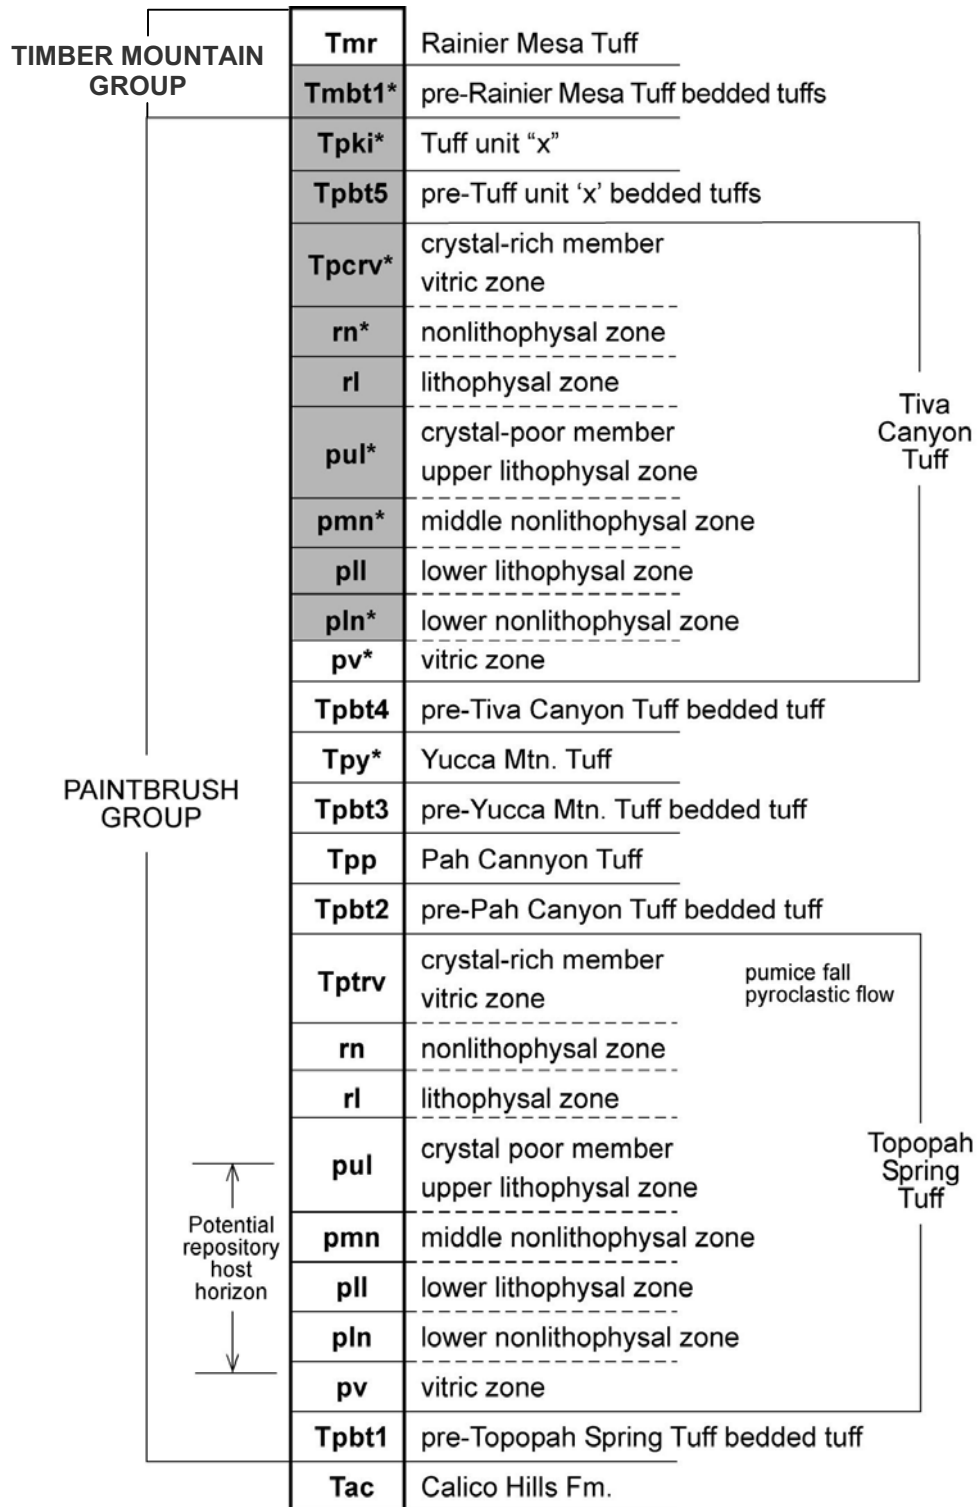 TIMBER MOUNTAIN
GROUP
Tmr Rainier Mesa Tuff
Tmbt1* pre-Rainier Mesa Tuff bedded tuffs
Tpki* Tuff unit “x”
Tpbt5 pre-Tuff unit ‘x’ bedded tuffs
Tpcrv* crystal-rich member
vitric zone
rn* nonlithophysal zone
rl lithophysal zone
pul* crystal-poor member
upper lithophysal zone
pmn* middle nonlithophysal zone
pll lower lithophysal zone
pln* lower nonlithophysal zone
pv* vitric zone
Tiva
Canyon
Tuff
Tpbt4 pre-Tiva Canyon Tuff bedded tuff
Tpy* Yucca Mtn. Tuff
PAINTBRUSH
GROUP
Tpbt3 pre-Yucca Mtn. Tuff bedded tuff
Tpp Pah Cannyon Tuff
Tpbt2 pre-Pah Canyon Tuff bedded tuff
Tptrv crystal-rich member
vitric zone
pumice fall
pyroclastic flow
rn nonlithophysal zone
rl lithophysal zone
pul crystal poor member
upper lithophysal zone
Topopah
Spring
Tuff
Potential
repository
host
horizon
pmn middle nonlithophysal zone
pll lower lithophysal zone
pln lower nonlithophysal zone
pv vitric zone
Tpbt1 pre-Topopah Spring Tuff bedded tuff
Tac Calico Hills Fm.